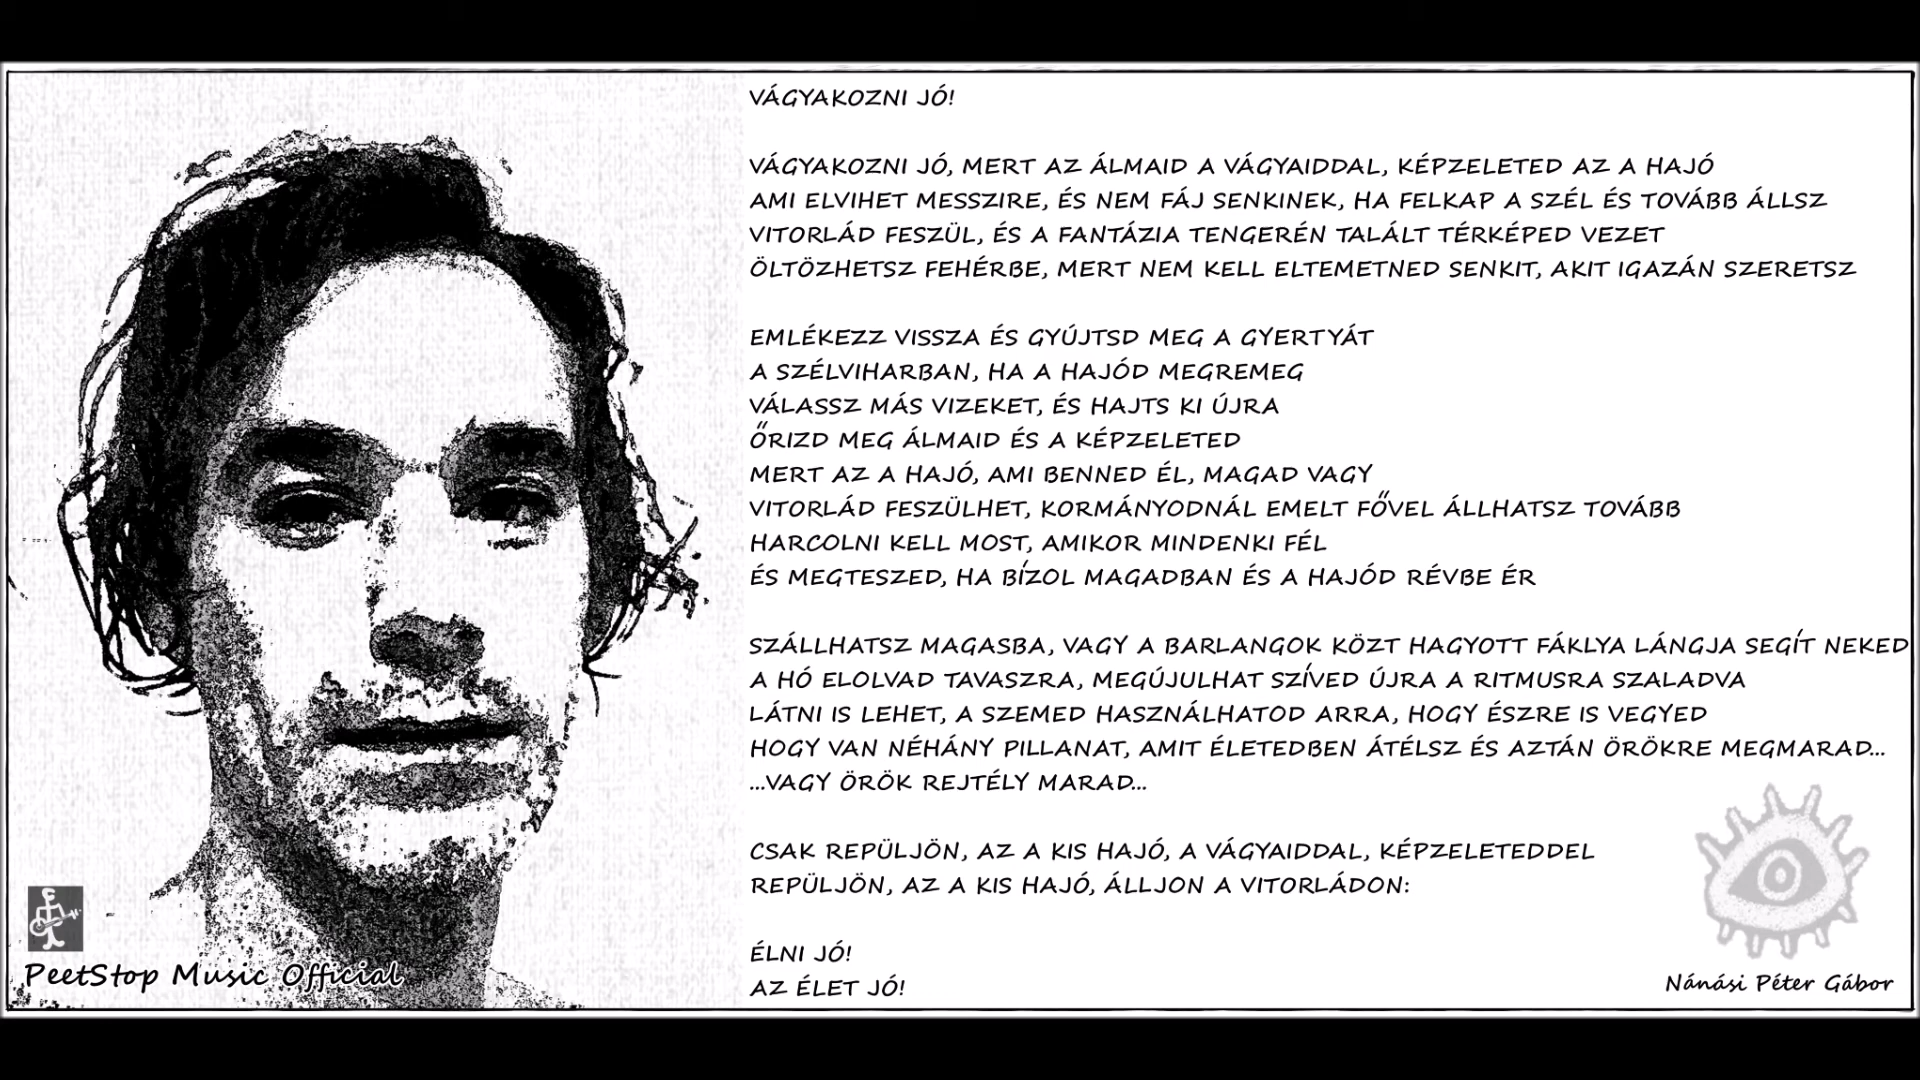 VÁGYAKOZNI JÓ!
VÁGYAKOZNI JÓ, MERT AZ ÁLMAID A VÁGYAIDDAL, KÉPZELETED AZ A HAJÓ
AMI ELVIHET MESSZIRE, ÉS NEM FÁJ SENKINEK, HA FELKAP A SZÉL ÉS TOVÁBB ÁLLSZ
VITORLÁD FESZÜL, ÉS A FANTÁZIA TENGERÉN TALÁLT TÉRKÉPED VEZET
ÖLTÖZHETSZ FEHÉRBE, MERT NEM KELL ELTEMETNED SENKIT, AKIT IGAZÁN SZERETSZ
EMLÉKEZZ VISSZA ÉS GYÚJTSD MEG A GYERTYÁT
A SZÉLVIHARBAN, HA A HAJÓD MEGREMEG
VÁLASSZ MÁS VIZEKET, ÉS HAJTS KI ÚJRA
ŐRIZD MEG ÁLMAID ÉS A KÉPZELETED
MERT AZ A HAJÓ, AMI BENNED ÉL, MAGAD VAGY
VITORLÁD FESZÜLHET, KORMÁNYODNÁL EMELT FŐVEL ÁLLHATSZ TOVÁBB
HARCOLNI KELL MOST, AMIKOR MINDENKI FÉL
ÉS MEGTESZED, HA BÍZOL MAGADBAN ÉS A HAJÓD RÉVBE ÉR
SZÁLLHATSZ MAGASBA, VAGY A BARLANGOK KÖZT HAGYOTT FÁKLYA LÁNGJA SEGÍT NEKED
A HÓ ELOLVAD TAVASZRA, MEGÚJULHAT SZÍVED ÚJRA A RITMUSRA SZALADVA
LÁTNI IS LEHET, A SZEMED HASZNÁLHATOD ARRA, HOGY ÉSZRE IS VEGYED
HOGY VAN NÉHÁNY PILLANAT, AMIT ÉLETEDBEN ÁTÉLSZ ÉS AZTÁN ÖRÖKRE MEGMARAD...
...VAGY ÖRÖK REJTÉLY MARAD...
CSAK REPÜLJÖN, AZ A KIS HAJÓ, A VÁGYAIDDAL, KÉPZELETEDDEL
REPÜLJÖN, AZ A KIS HAJÓ, ÁLLJON A VITORLÁDON:
ÉLNI JÓ!
AZ ÉLET JÓ!
PeetStop Music Official
Nánási Péter Gábor